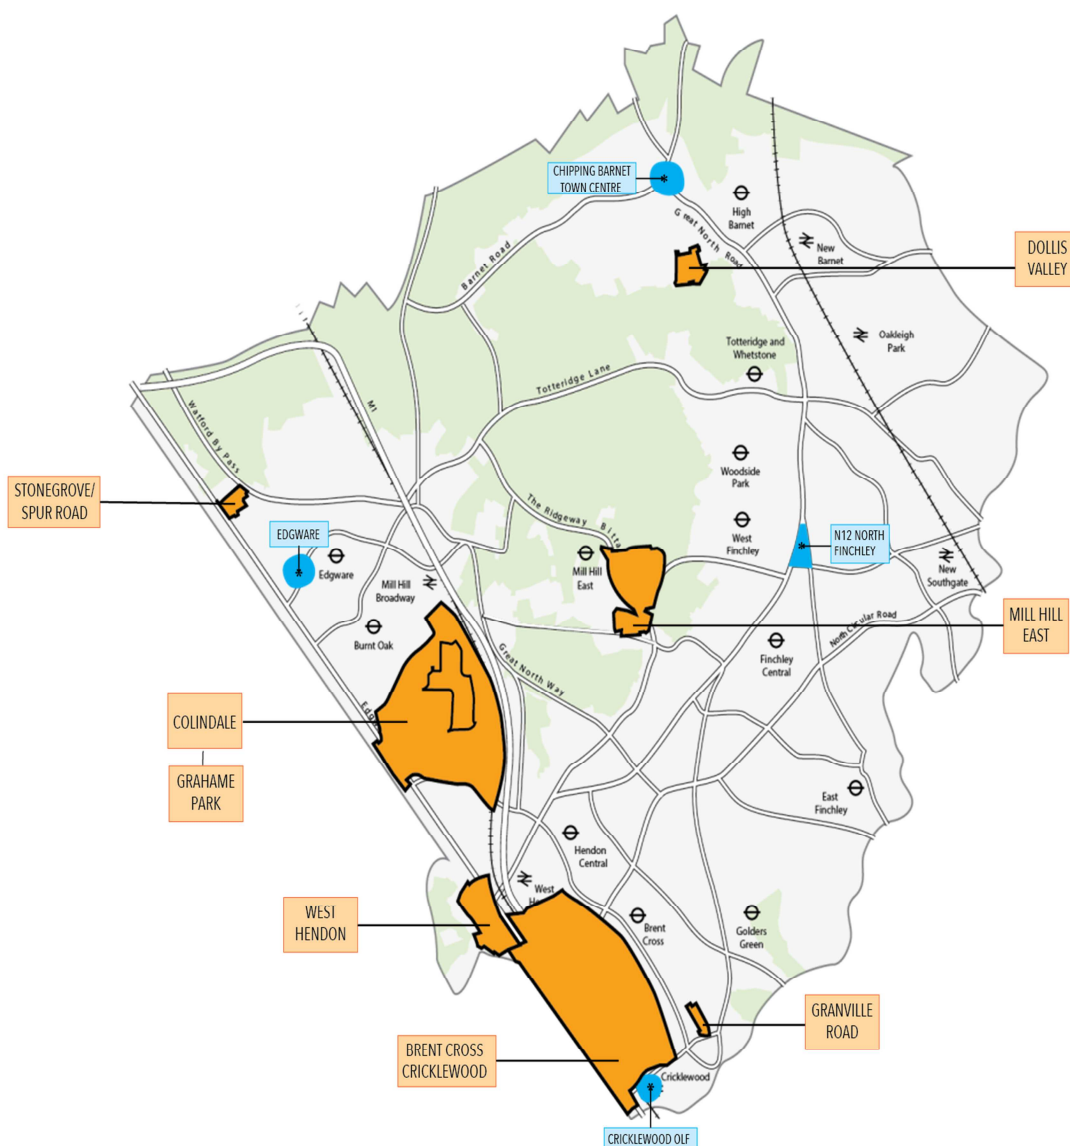 CHIPPING BARNET
TOWN CENTRE
High
Barnet
Great North Road
New
Barnet
DOLLIS
VALLEY
Barnet Road
Oakleigh
Park
Totteridge and
Whetstone
M1
Totteridge Lane
Watford By Pass
Woodside
Park
STONEGROVE/
SPUR ROAD
The Ridgeway
Bitta
West
Finchley
N12 NORTH
FINCHLEY
EDGWARE
Edgware
Mill Hill
East
New
Southgate
Mill Hill
Broadway
North Circular Road
MILL HILL
EAST
Burnt Oak
Great North Way
Finchley
Central
Edg
COLINDALE
GRAHAME
PARK
East
Finchley
Hendon
Central
West
WEST
HENDON
Brent
Cross
Golders
Green
GRANVILLE
ROAD
BRENT CROSS
CRICKLEWOOD
Cricklewood
CRICKLEWOOD OLF